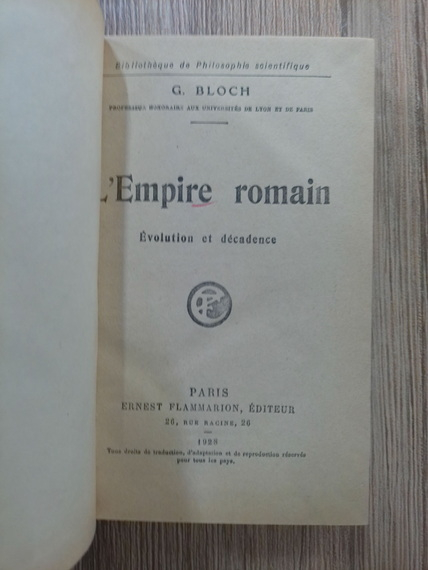 Bibliothèque de Philosophie scientifique
G. BLOCH
PROFESSEUR HONORAIRE AUX UNIVERSITÉS DE LYON ET DE PARIS
L'Empire romain
Évolution et décadence
PARIS
ERNEST FLAMMARION, ÉDITEUR
26, RUE RACINE, 26
Tous droits de traduction, d'adaptation et de reproduction réservés
pour tous les pays.